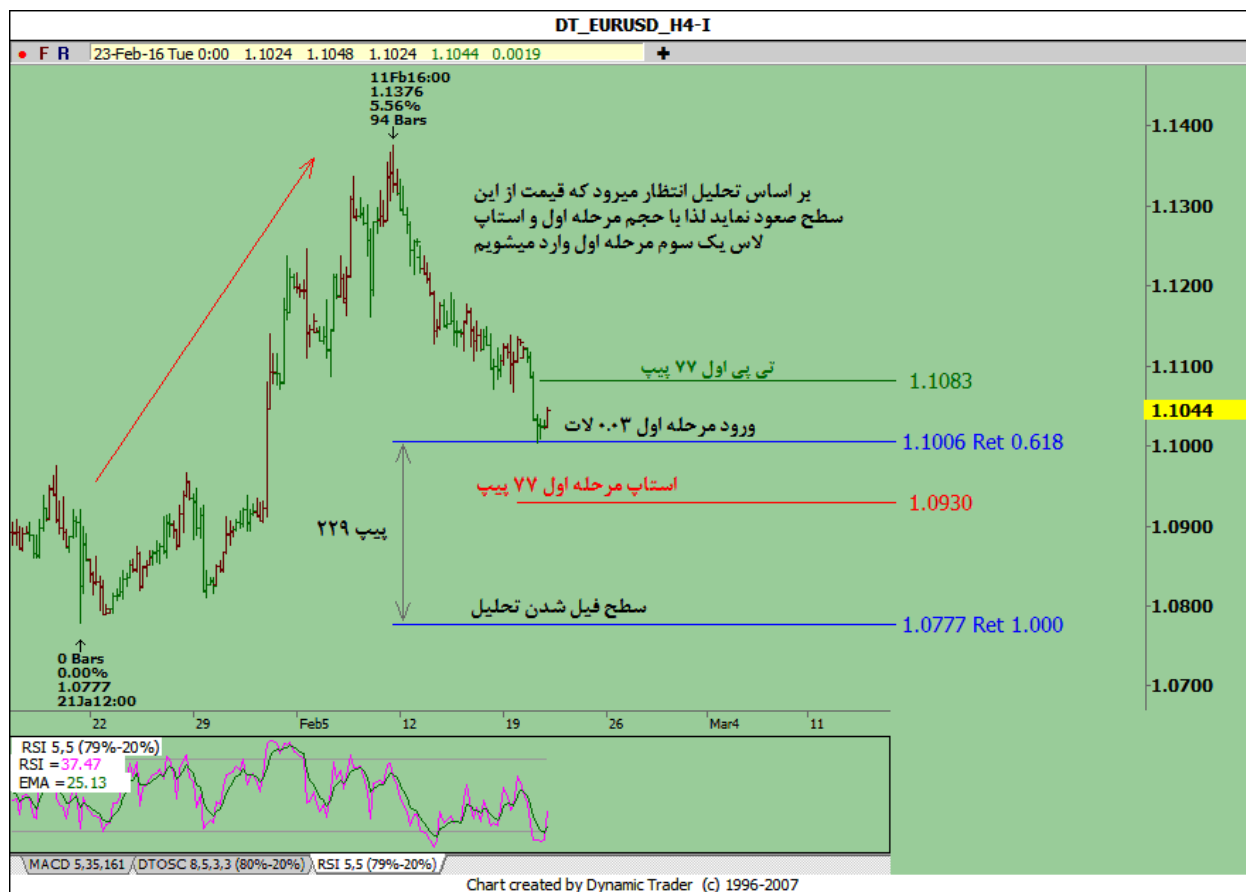 DT_EURUSD_H4-I
F R 23-Feb-16 Tue 0:00 1.1024 1.1048 1.1024 1.1044 0.0019
11Fb16:00
1.1376
5.56%
94 Bars
بر اساس تحلیل انتظار میرود که قیمت از این
سطح صعود نماید لذا با حجم مرحله اول و استاپ
لاس یک سوم مرحله اول وارد میشویم
1.1400
1.1300
1.1200
1.1100
1.1044
1.1000
1.0900
1.0800
1.0700
تی پی اول ۷۷ پیپ
1.1083
ورود مرحله اول ۰.۰۳ لات
1.1006 Ret 0.618
استاپ مرحله اول ۷۷ پیپ
1.0930
۲۲۹ پیپ
سطح فیل شدن تحلیل
1.0777 Ret 1.000
0 Bars
0.00%
1.0777
21Ja12:00
22 29 Feb5 12 19 26 Mar4 11
RSI 5,5 (79%-20%)
RSI =37.47
EMA =25.13
MACD 5,35,161 DTOSC 8,5,3,3 (80%-20%) RSI 5,5 (79%-20%)
Chart created by Dynamic Trader (c) 1996-2007